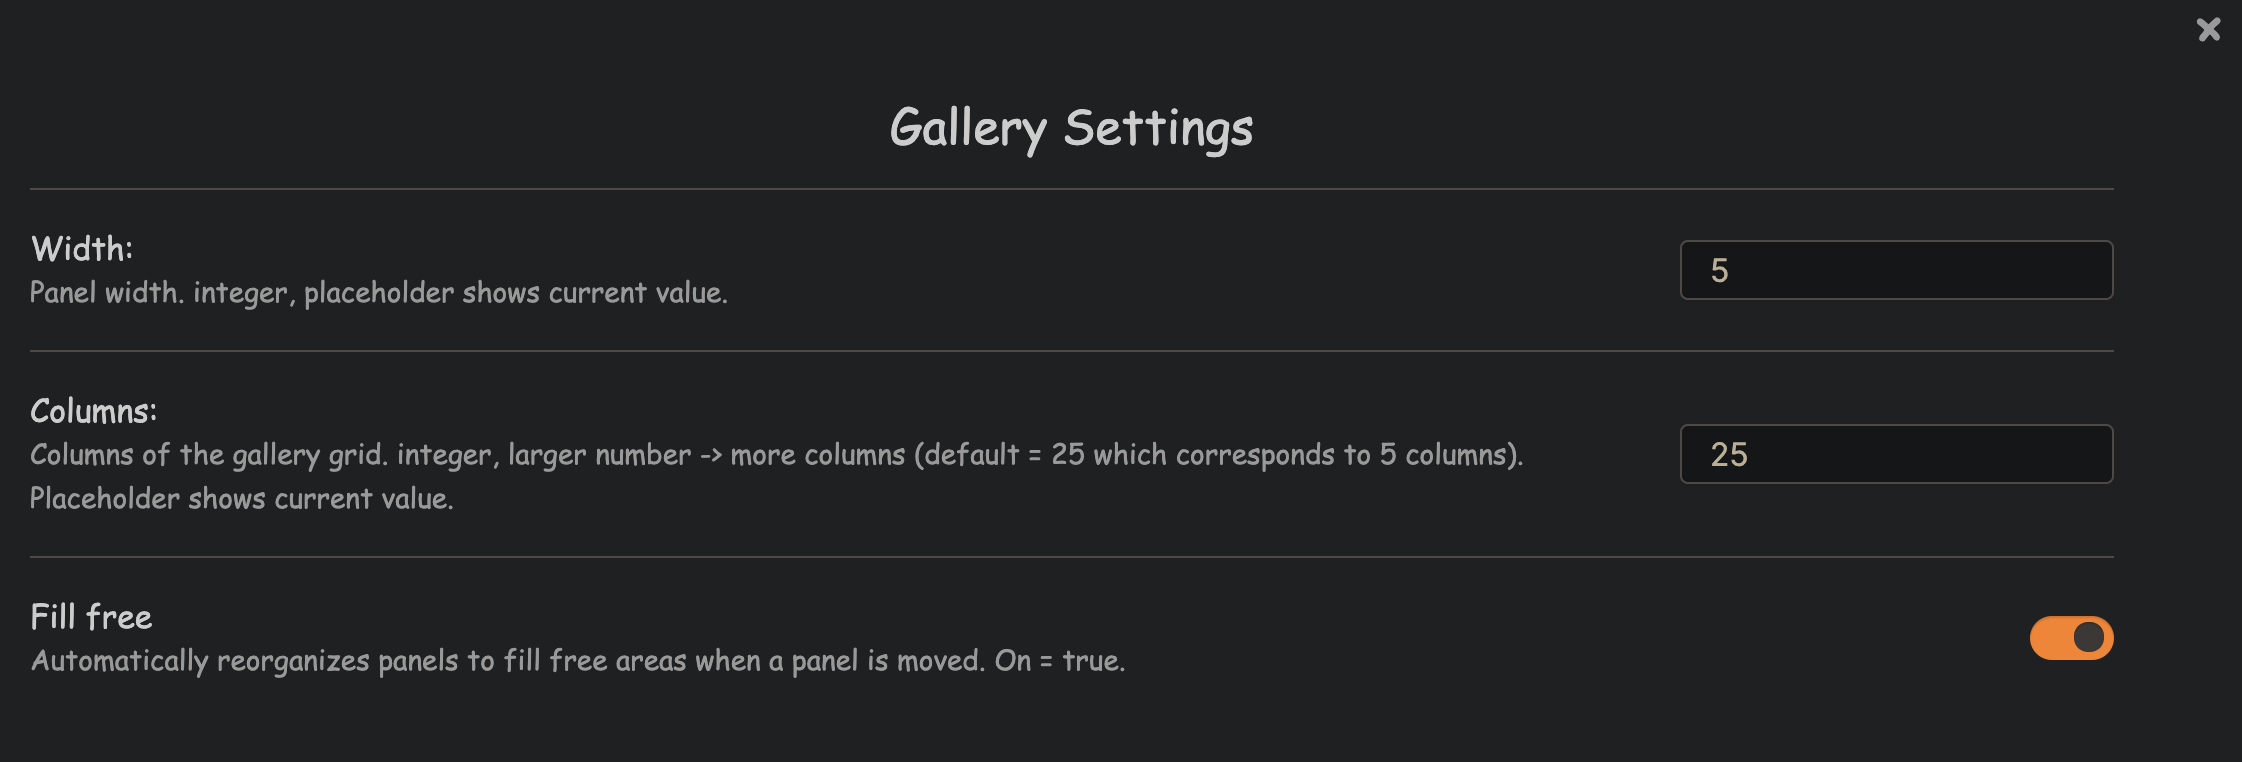 Gallery Settings
Width:
Panel width. integer, placeholder shows current value.
5
Columns:
Columns of the gallery grid. integer, larger number -> more columns (default = 25 which corresponds to 5 columns).
Placeholder shows current value.
25
Fill free
Automatically reorganizes panels to fill free areas when a panel is moved. On = true.